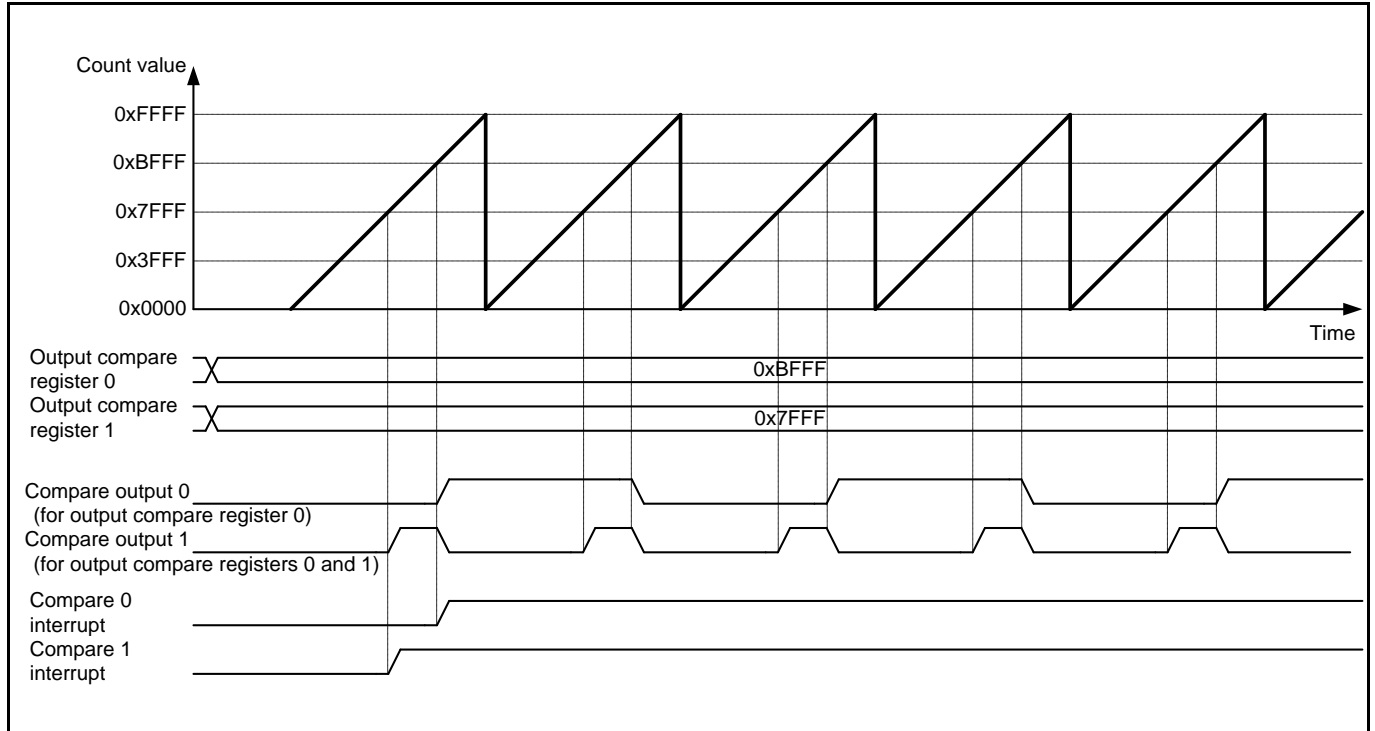 Count value
0xFFFF
0xBFFF
0x7FFF
0x3FFF
0x0000
Time
Output compare
register 0
0xBFFF
Output compare
register 1
0x7FFF
Compare output 0
(for output compare register 0)
Compare output 1
(for output compare registers 0 and 1)
Compare 0
interrupt
Compare 1
interrupt